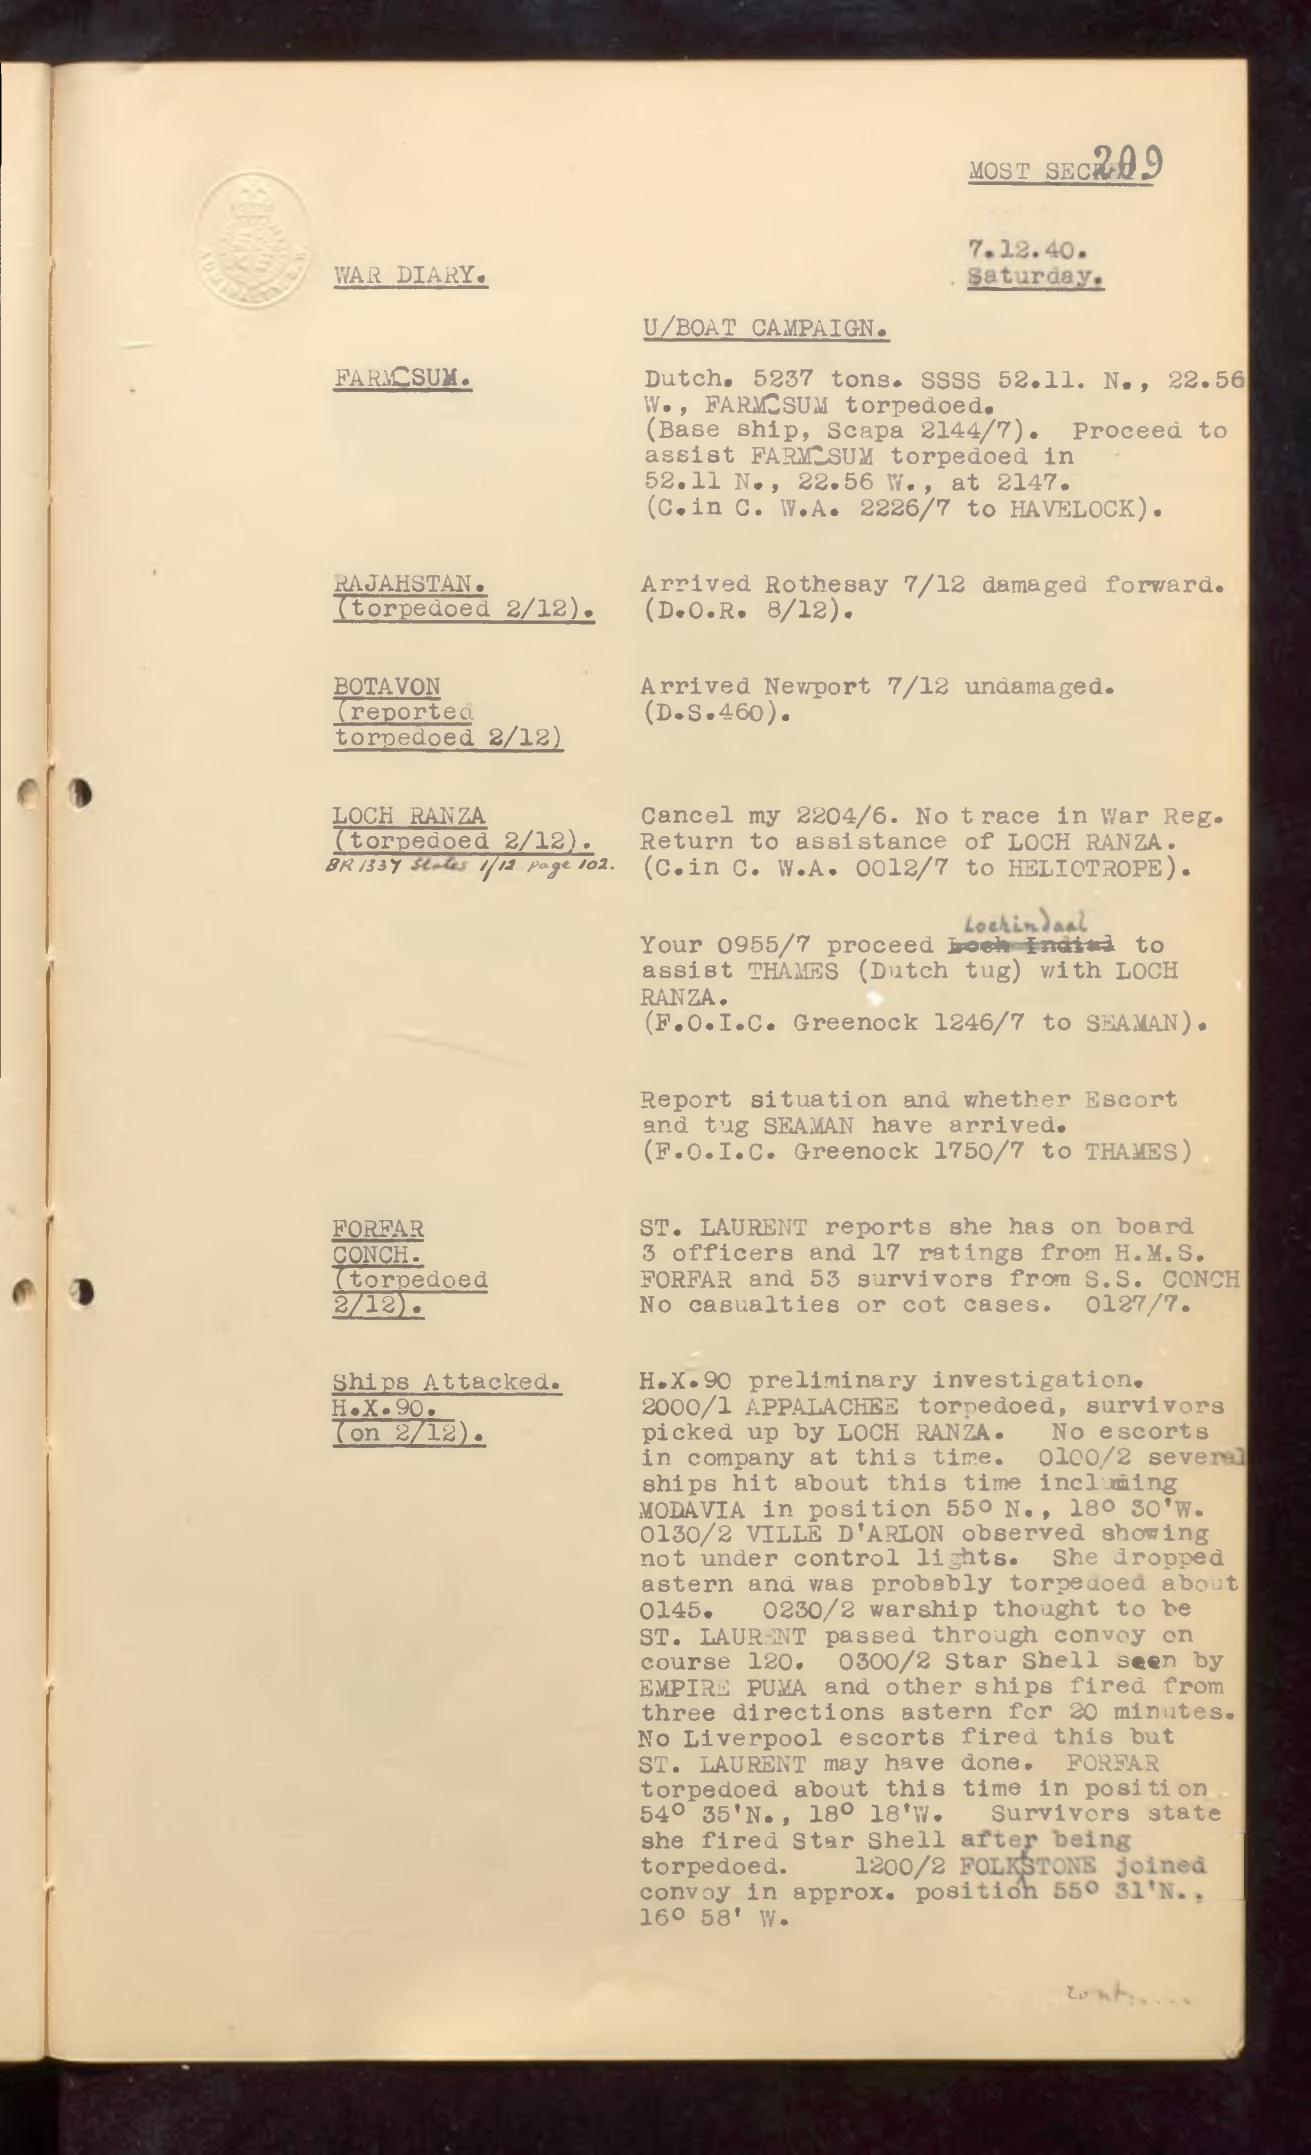 209
MOST SECRET.
7.12.40.
Saturday.
WAR DIARY.
U/BOAT CAMPAIGN.
FARMSUM.
Dutch. 5237 tons. SSSS 52.11. N., 22.56
W., FARMSUM torpedoed.
(Base ship, Scapa 2144/7). Proceed to
assist FARMSUM torpedoed in
52.11 N., 22.56 W., at 2147.
(C.in C. W.A. 2226/7 to HAVELOCK).
RAJAHSTAN.
(torpedoed 2/12).
Arrived Rothesay 7/12 damaged forward.
(D.O.R. 8/12).
BOTAVON
(reported
torpedoed 2/12)
Arrived Newport 7/12 undamaged.
(D.S.460).
LOCH RANZA
(torpedoed 2/12).
BR 1337 States 1/12 page 102.
Cancel my 2204/6. No trace in War Reg.
Return to assistance of LOCH RANZA.
(C.in C. W.A. 0012/7 to HELIOTROPE).
Lochindaal
Your 0955/7 proceed Loch Indial to
assist THAMES (Dutch tug) with LOCH
RANZA.
(F.O.I.C. Greenock 1246/7 to SEAMAN).
Report situation and whether Escort
and tug SEAMAN have arrived.
(F.O.I.C. Greenock 1750/7 to THAMES)
FORFAR
CONCH.
(torpedoed
2/12).
ST. LAURENT reports she has on board
3 officers and 17 ratings from H.M.S.
FORFAR and 53 survivors from S.S. CONCH
No casualties or cot cases. 0127/7.
Ships Attacked.
H.X.90.
(on 2/12).
H.X.90 preliminary investigation.
2000/1 APPALACHEE torpedoed, survivors
picked up by LOCH RANZA. No escorts
in company at this time. 0100/2 several
ships hit about this time including
MODAVIA in position 55° N., 18° 30'W.
0130/2 VILLE D'ARLON observed showing
not under control lights. She dropped
astern and was probably torpedoed about
0145. 0230/2 warship thought to be
ST. LAURENT passed through convoy on
course 120. 0300/2 Star Shell seen by
EMPIRE PUMA and other ships fired from
three directions astern for 20 minutes.
No Liverpool escorts fired this but
ST. LAURENT may have done. FORFAR
torpedoed about this time in position
54° 35'N., 18° 18'W. Survivors state
she fired Star Shell after being
torpedoed. 1200/2 FOLKSTONE joined
convoy in approx. position 55° 31'N.,
16° 58' W.
cont.....